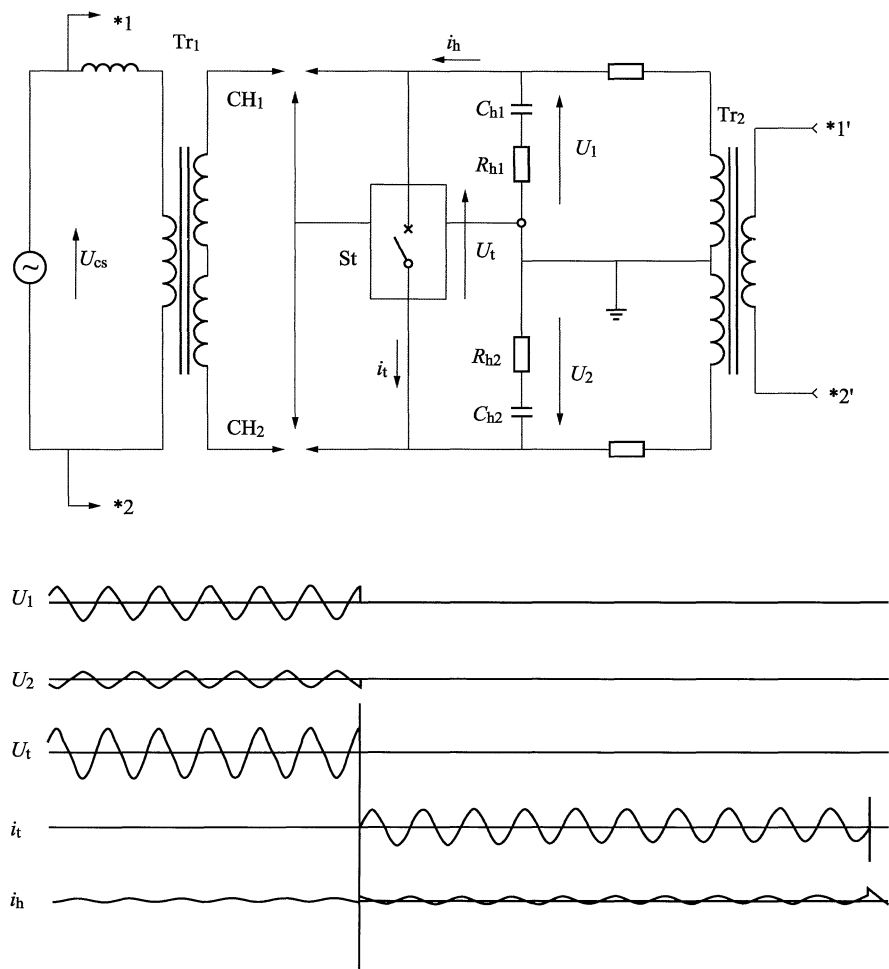 *1
Tr1
ih
CH1
Ch1
U1
Tr2
*1'
Rh1
Ucs
St
Ut
it
Rh2
U2
*2'
Ch2
CH2
*2
U1
U2
Ut
it
ih